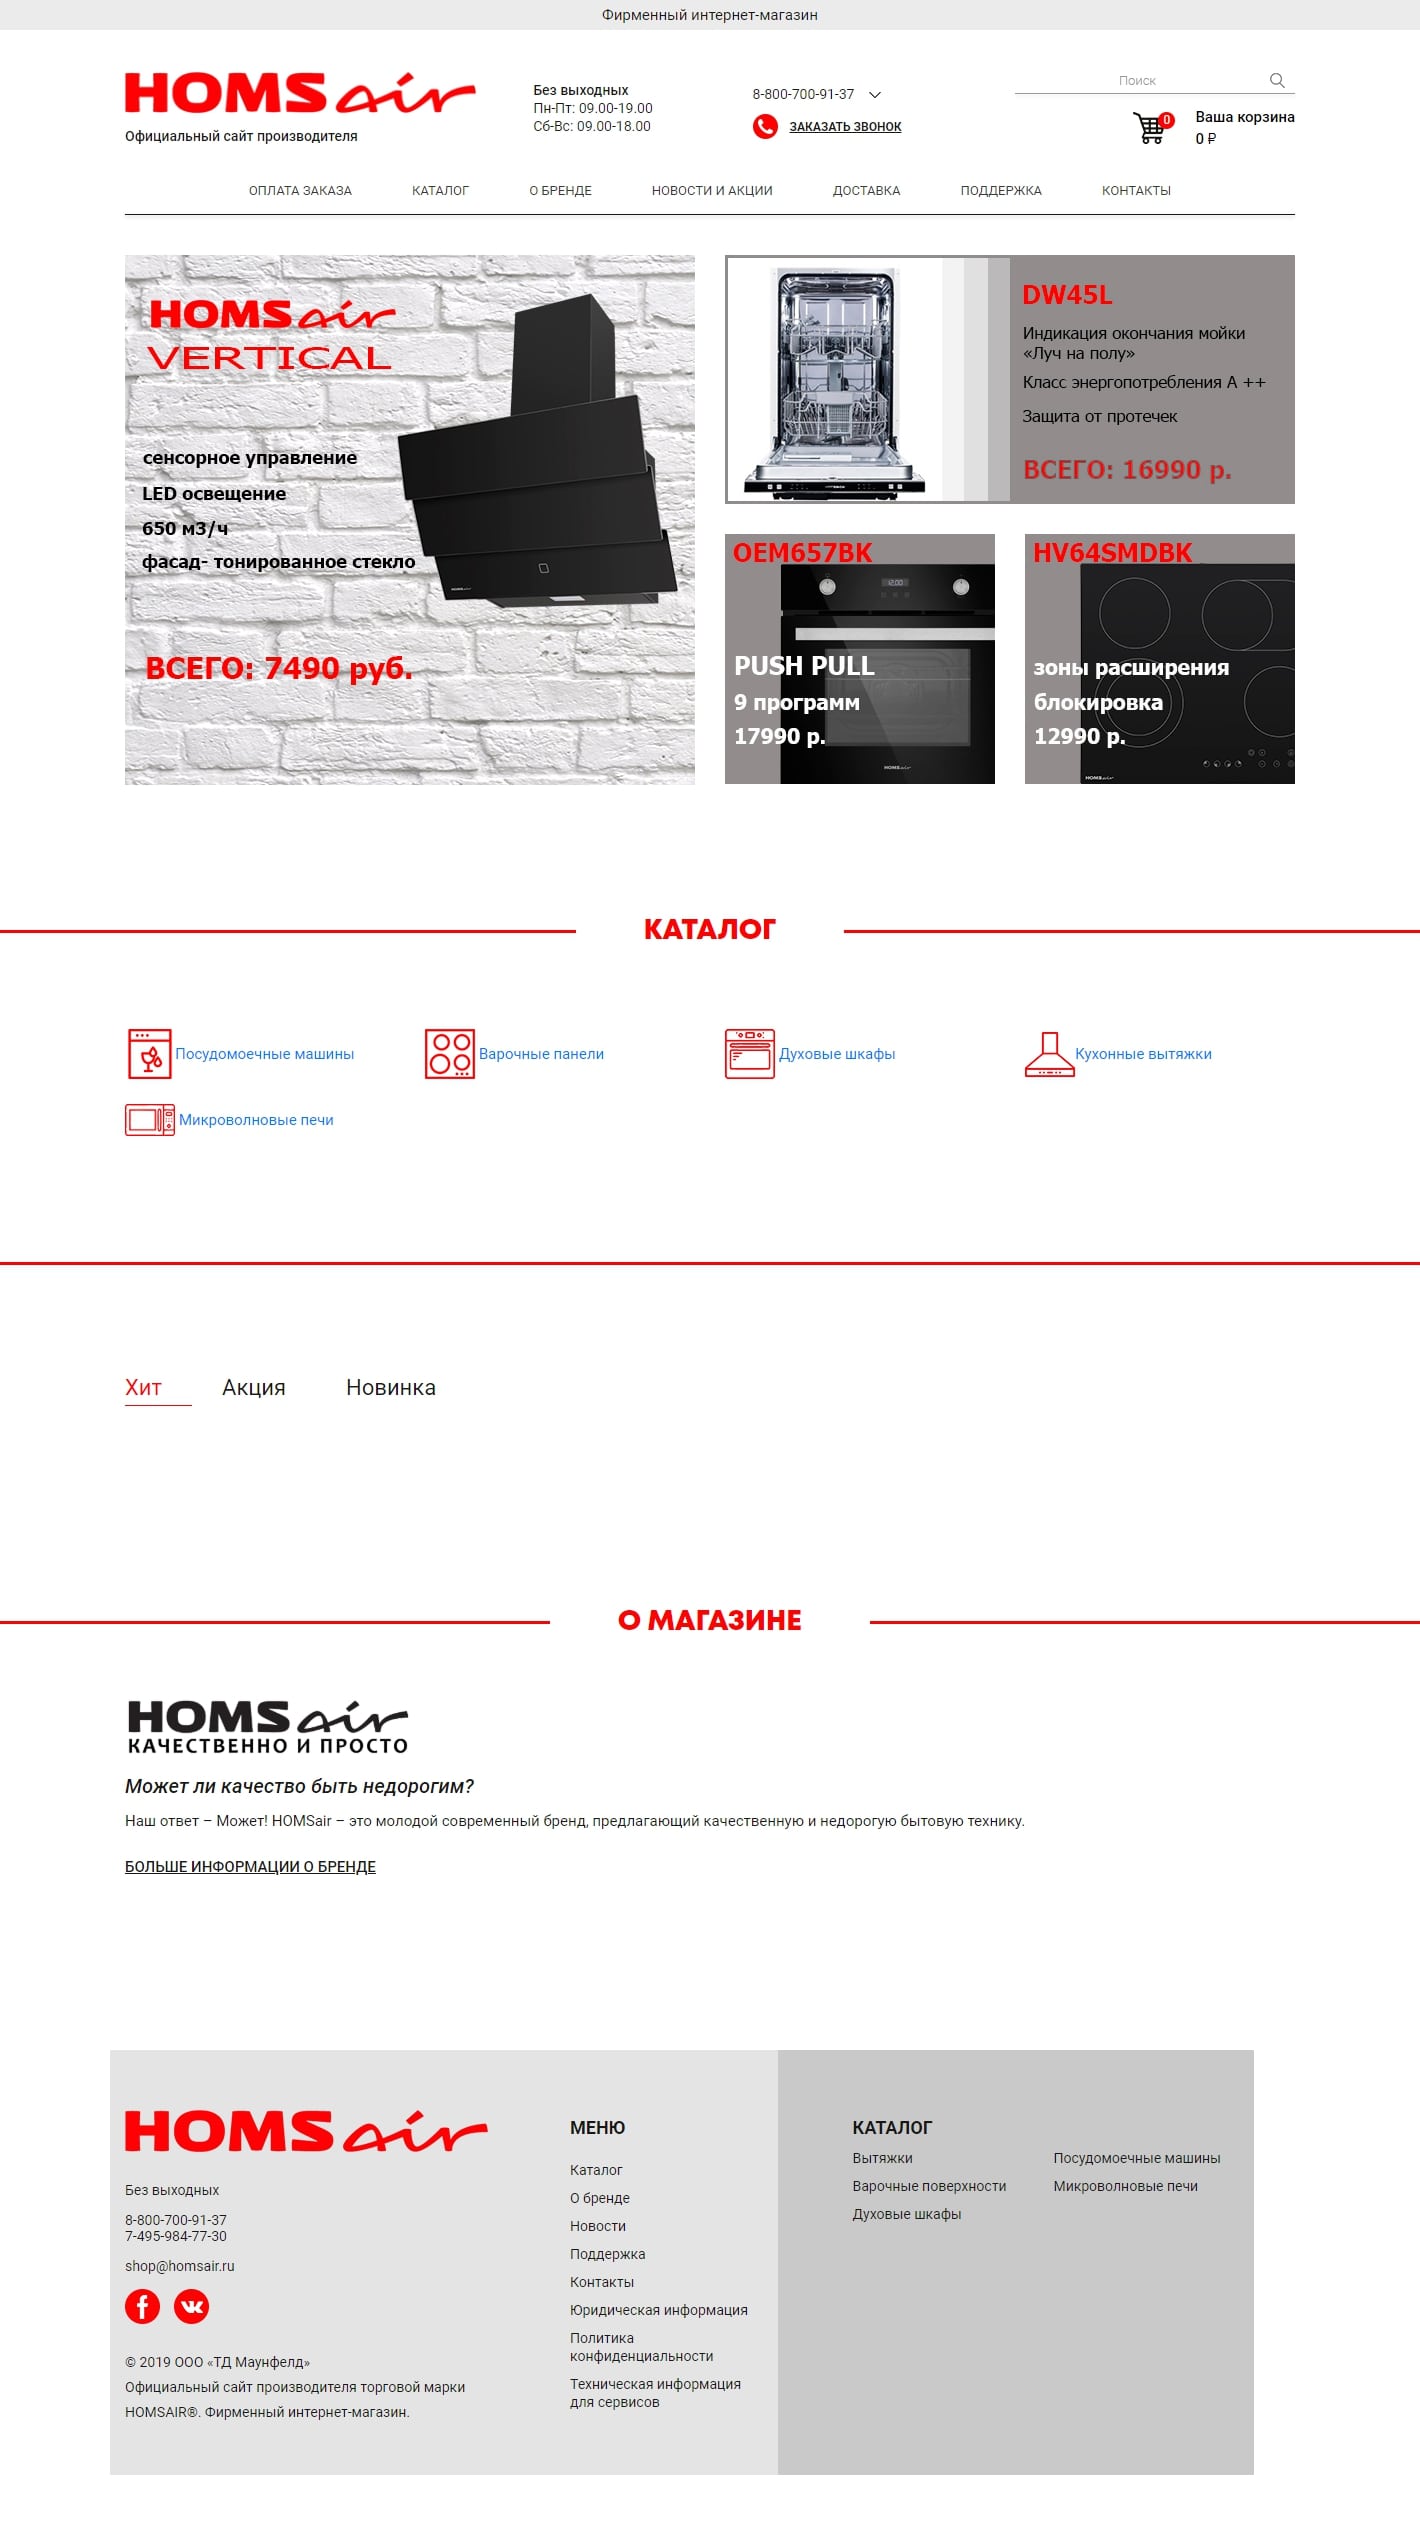 Фирменный интернет-магазин
HOMSair
Официальный сайт производителя
Без выходных
Пн-Пт: 09.00-19.00
Сб-Вс: 09.00-18.00
8-800-700-91-37
ЗАКАЗАТЬ ЗВОНОК
Поиск
0
Ваша корзина
0 ₽
ОПЛАТА ЗАКАЗА КАТАЛОГ О БРЕНДЕ НОВОСТИ И АКЦИИ ДОСТАВКА ПОДДЕРЖКА КОНТАКТЫ
HOMSair
VERTICAL
сенсорное управление
LED освещение
650 м3/ч
фасад- тонированное стекло
ВСЕГО: 7490 руб.
DW45L
Индикация окончания мойки
«Луч на полу»
Класс энергопотребления А ++
Защита от протечек
ВСЕГО: 16990 р.
OEM657BK
12:00
PUSH PULL
9 программ
17990 р.
HOMSair
HV64SMDBK
зоны расширения
блокировка
12990 р.
HOMSair
КАТАЛОГ
Посудомоечные машины
Варочные панели
Духовые шкафы
Кухонные вытяжки
Микроволновые печи
Хит Акция Новинка
О МАГАЗИНЕ
HOMSair
КАЧЕСТВЕННО И ПРОСТО
Может ли качество быть недорогим?
Наш ответ – Может! HOMSair – это молодой современный бренд, предлагающий качественную и недорогую бытовую технику.
БОЛЬШЕ ИНФОРМАЦИИ О БРЕНДЕ
HOMSair
Без выходных
8-800-700-91-37
7-495-984-77-30
shop@homsair.ru
© 2019 ООО «ТД Маунфелд»
Официальный сайт производителя торговой марки
HOMSAIR®. Фирменный интернет-магазин.
МЕНЮ
Каталог
О бренде
Новости
Поддержка
Контакты
Юридическая информация
Политика
конфиденциальности
Техническая информация
для сервисов
КАТАЛОГ
Вытяжки
Варочные поверхности
Духовые шкафы
Посудомоечные машины
Микроволновые печи